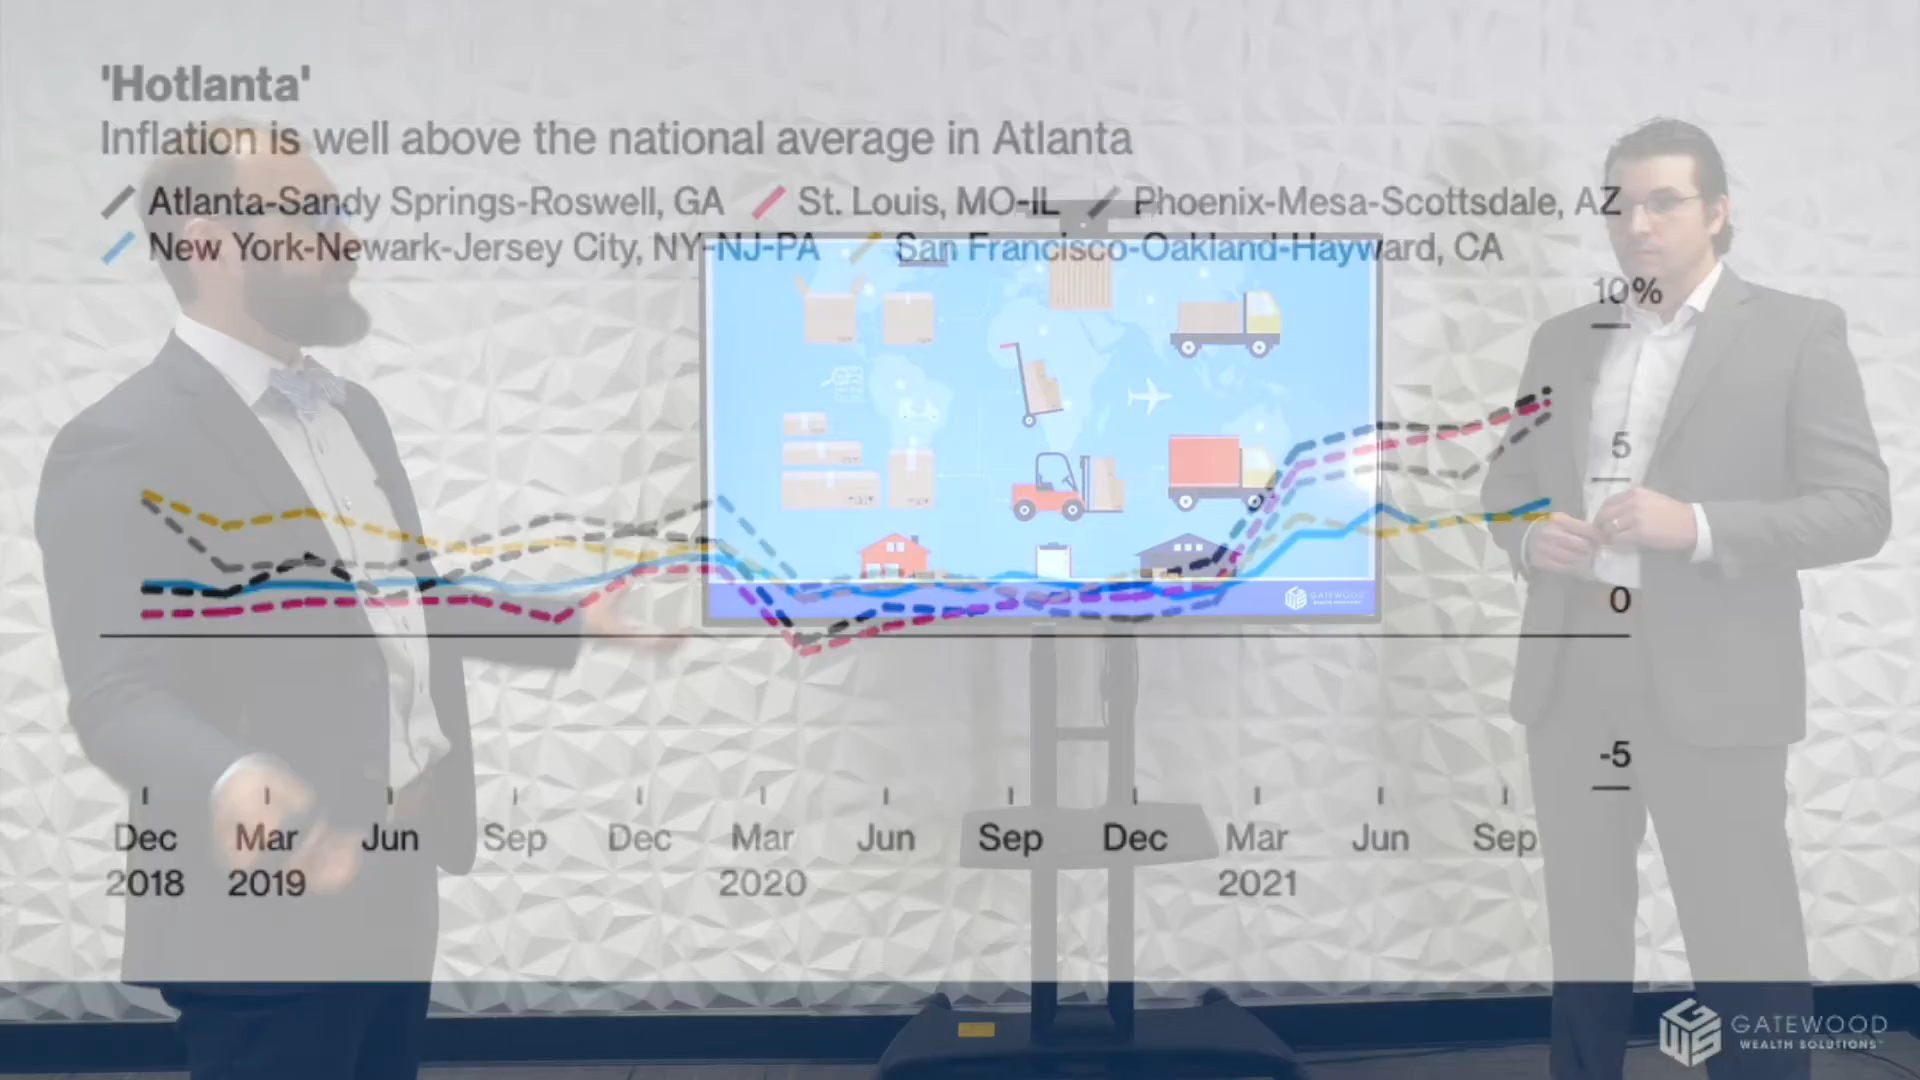 'Hotlanta'
Inflation is well above the national average in Atlanta
Atlanta-Sandy Springs-Roswell, GA St. Louis, MO-IL Phoenix-Mesa-Scottsdale, AZ
New York-Newark-Jersey City, NY-NJ-PA San Francisco-Oakland-Hayward, CA
10%
5
0
-5
Dec Mar Jun Sep Dec Mar Jun Sep Dec Mar Jun Sep
2018 2019 2020 2021
GATEWOOD
WEALTH SOLUTIONS
GATEWOOD
WEALTH SOLUTIONS™